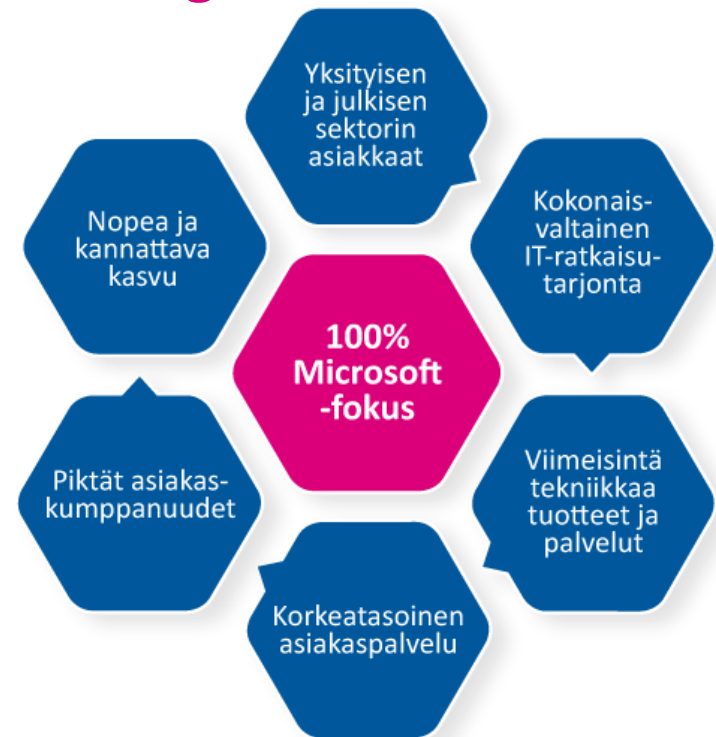 Yksityisen
ja julkisen
sektorin
asiakkaat
Kokonais-
valtainen
IT-ratkaisu-
tarjonta
Viimeisintä
tekniikkaa
tuotteet ja
palvelut
Korkeatasoinen
asiakaspalvelu
Piktät asiakas-
kumppanuudet
Nopea ja
kannattava
kasvu
100%
Microsoft
-fokus